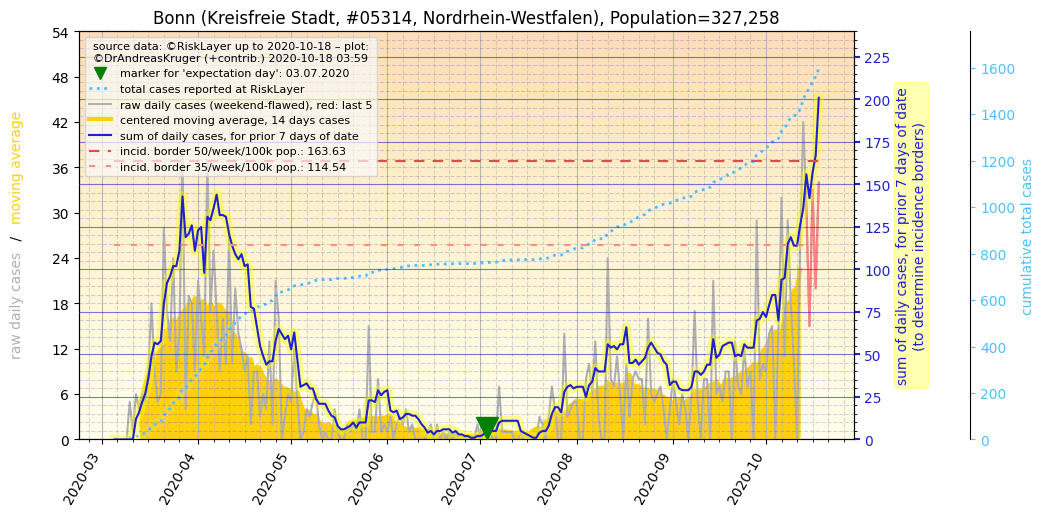 Bonn (Kreisfreie Stadt, #05314, Nordrhein-Westfalen), Population=327,258
source data: ©RiskLayer up to 2020-10-18 – plot:
©DrAndreasKruger (+contrib.) 2020-10-18 03:59
marker for 'expectation day': 03.07.2020
total cases reported at RiskLayer
raw daily cases (weekend-flawed), red: last 5
centered moving average, 14 days cases
sum of daily cases, for prior 7 days of date
incid. border 50/week/100k pop.: 163.63
incid. border 35/week/100k pop.: 114.54
raw daily cases / moving average
54
48
42
36
30
24
18
12
6
0
2020-03
2020-04
2020-05
2020-06
2020-07
2020-08
2020-09
2020-10
225
200
175
150
125
100
75
50
25
0
sum of daily cases, for prior 7 days of date
(to determine incidence borders)
1600
1400
1200
1000
800
600
400
200
0
cumulative total cases